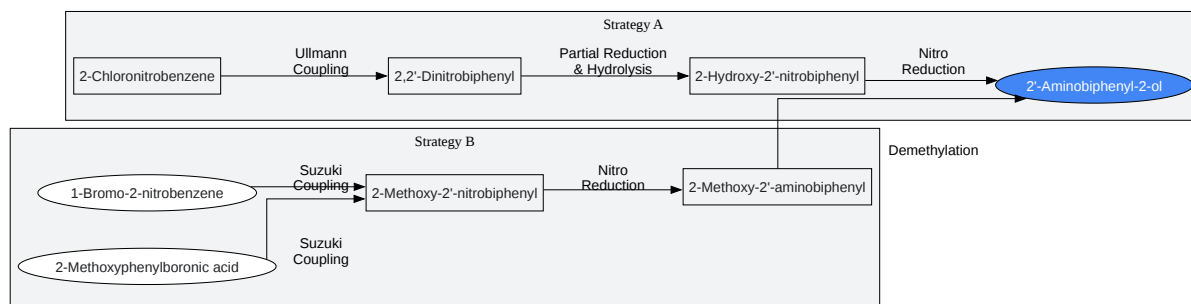 Strategy A
2-Chloronitrobenzene
Ullmann
Coupling
2,2'-Dinitrobiphenyl
Partial Reduction
& Hydrolysis
2-Hydroxy-2'-nitrobiphenyl
Nitro
Reduction
2'-Aminobiphenyl-2-ol
Strategy B
Demethylation
1-Bromo-2-nitrobenzene
Suzuki
Coupling
2-Methoxy-2'-nitrobiphenyl
Nitro
Reduction
2-Methoxy-2'-aminobiphenyl
2-Methoxyphenylboronic acid
Suzuki
Coupling